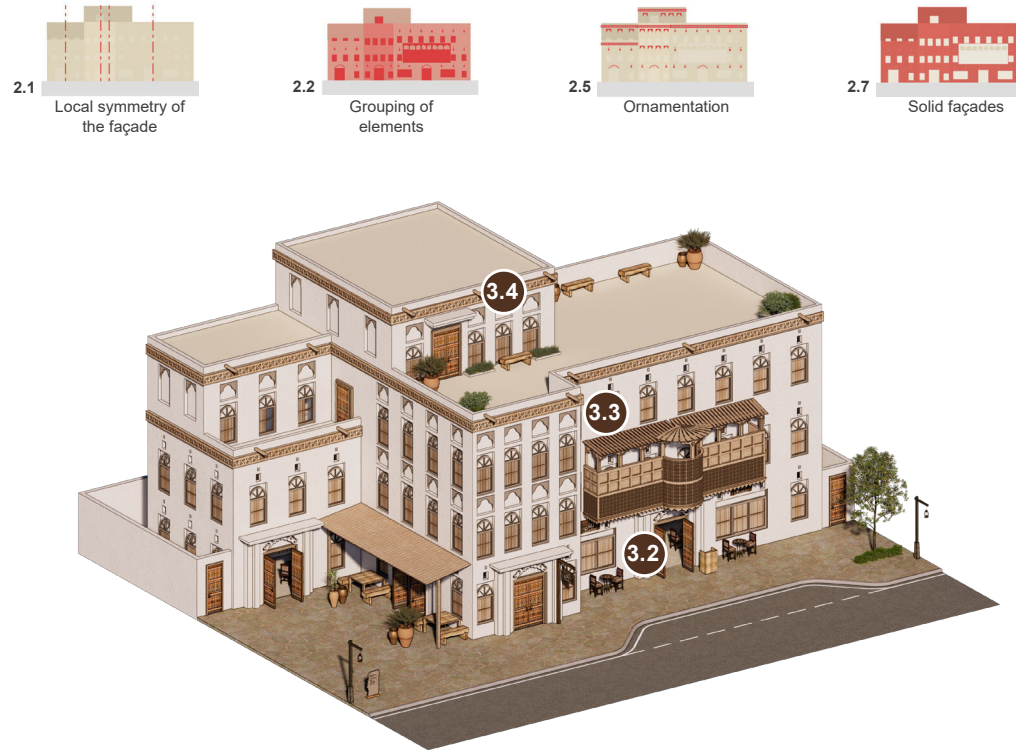 2.1
Local symmetry of
the façade
2.2
Grouping of
elements
2.5
Ornamentation
2.7
Solid façades
3.4
3.3
3.2